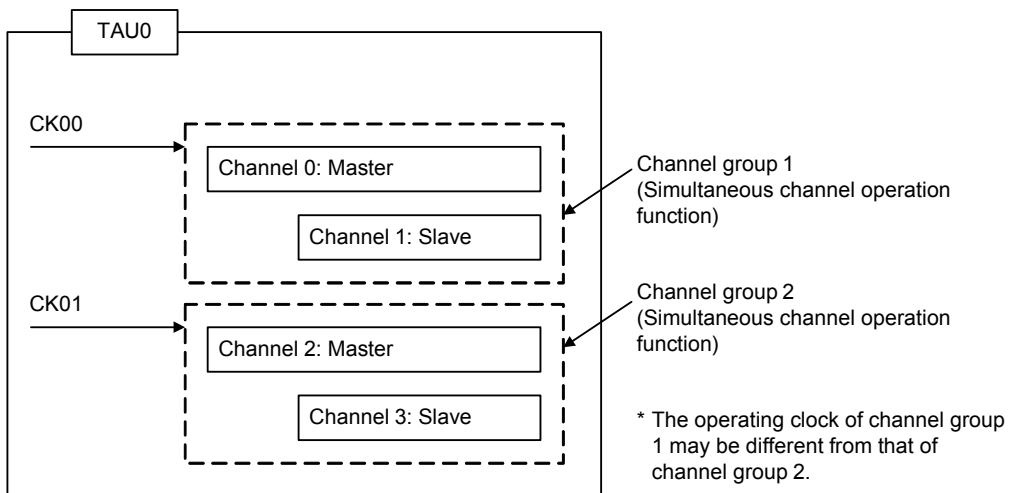 TAU0
CK00
Channel 0: Master
Channel 1: Slave
Channel group 1
(Simultaneous channel operation
function)
CK01
Channel 2: Master
Channel 3: Slave
Channel group 2
(Simultaneous channel operation
function)
* The operating clock of channel group
1 may be different from that of
channel group 2.